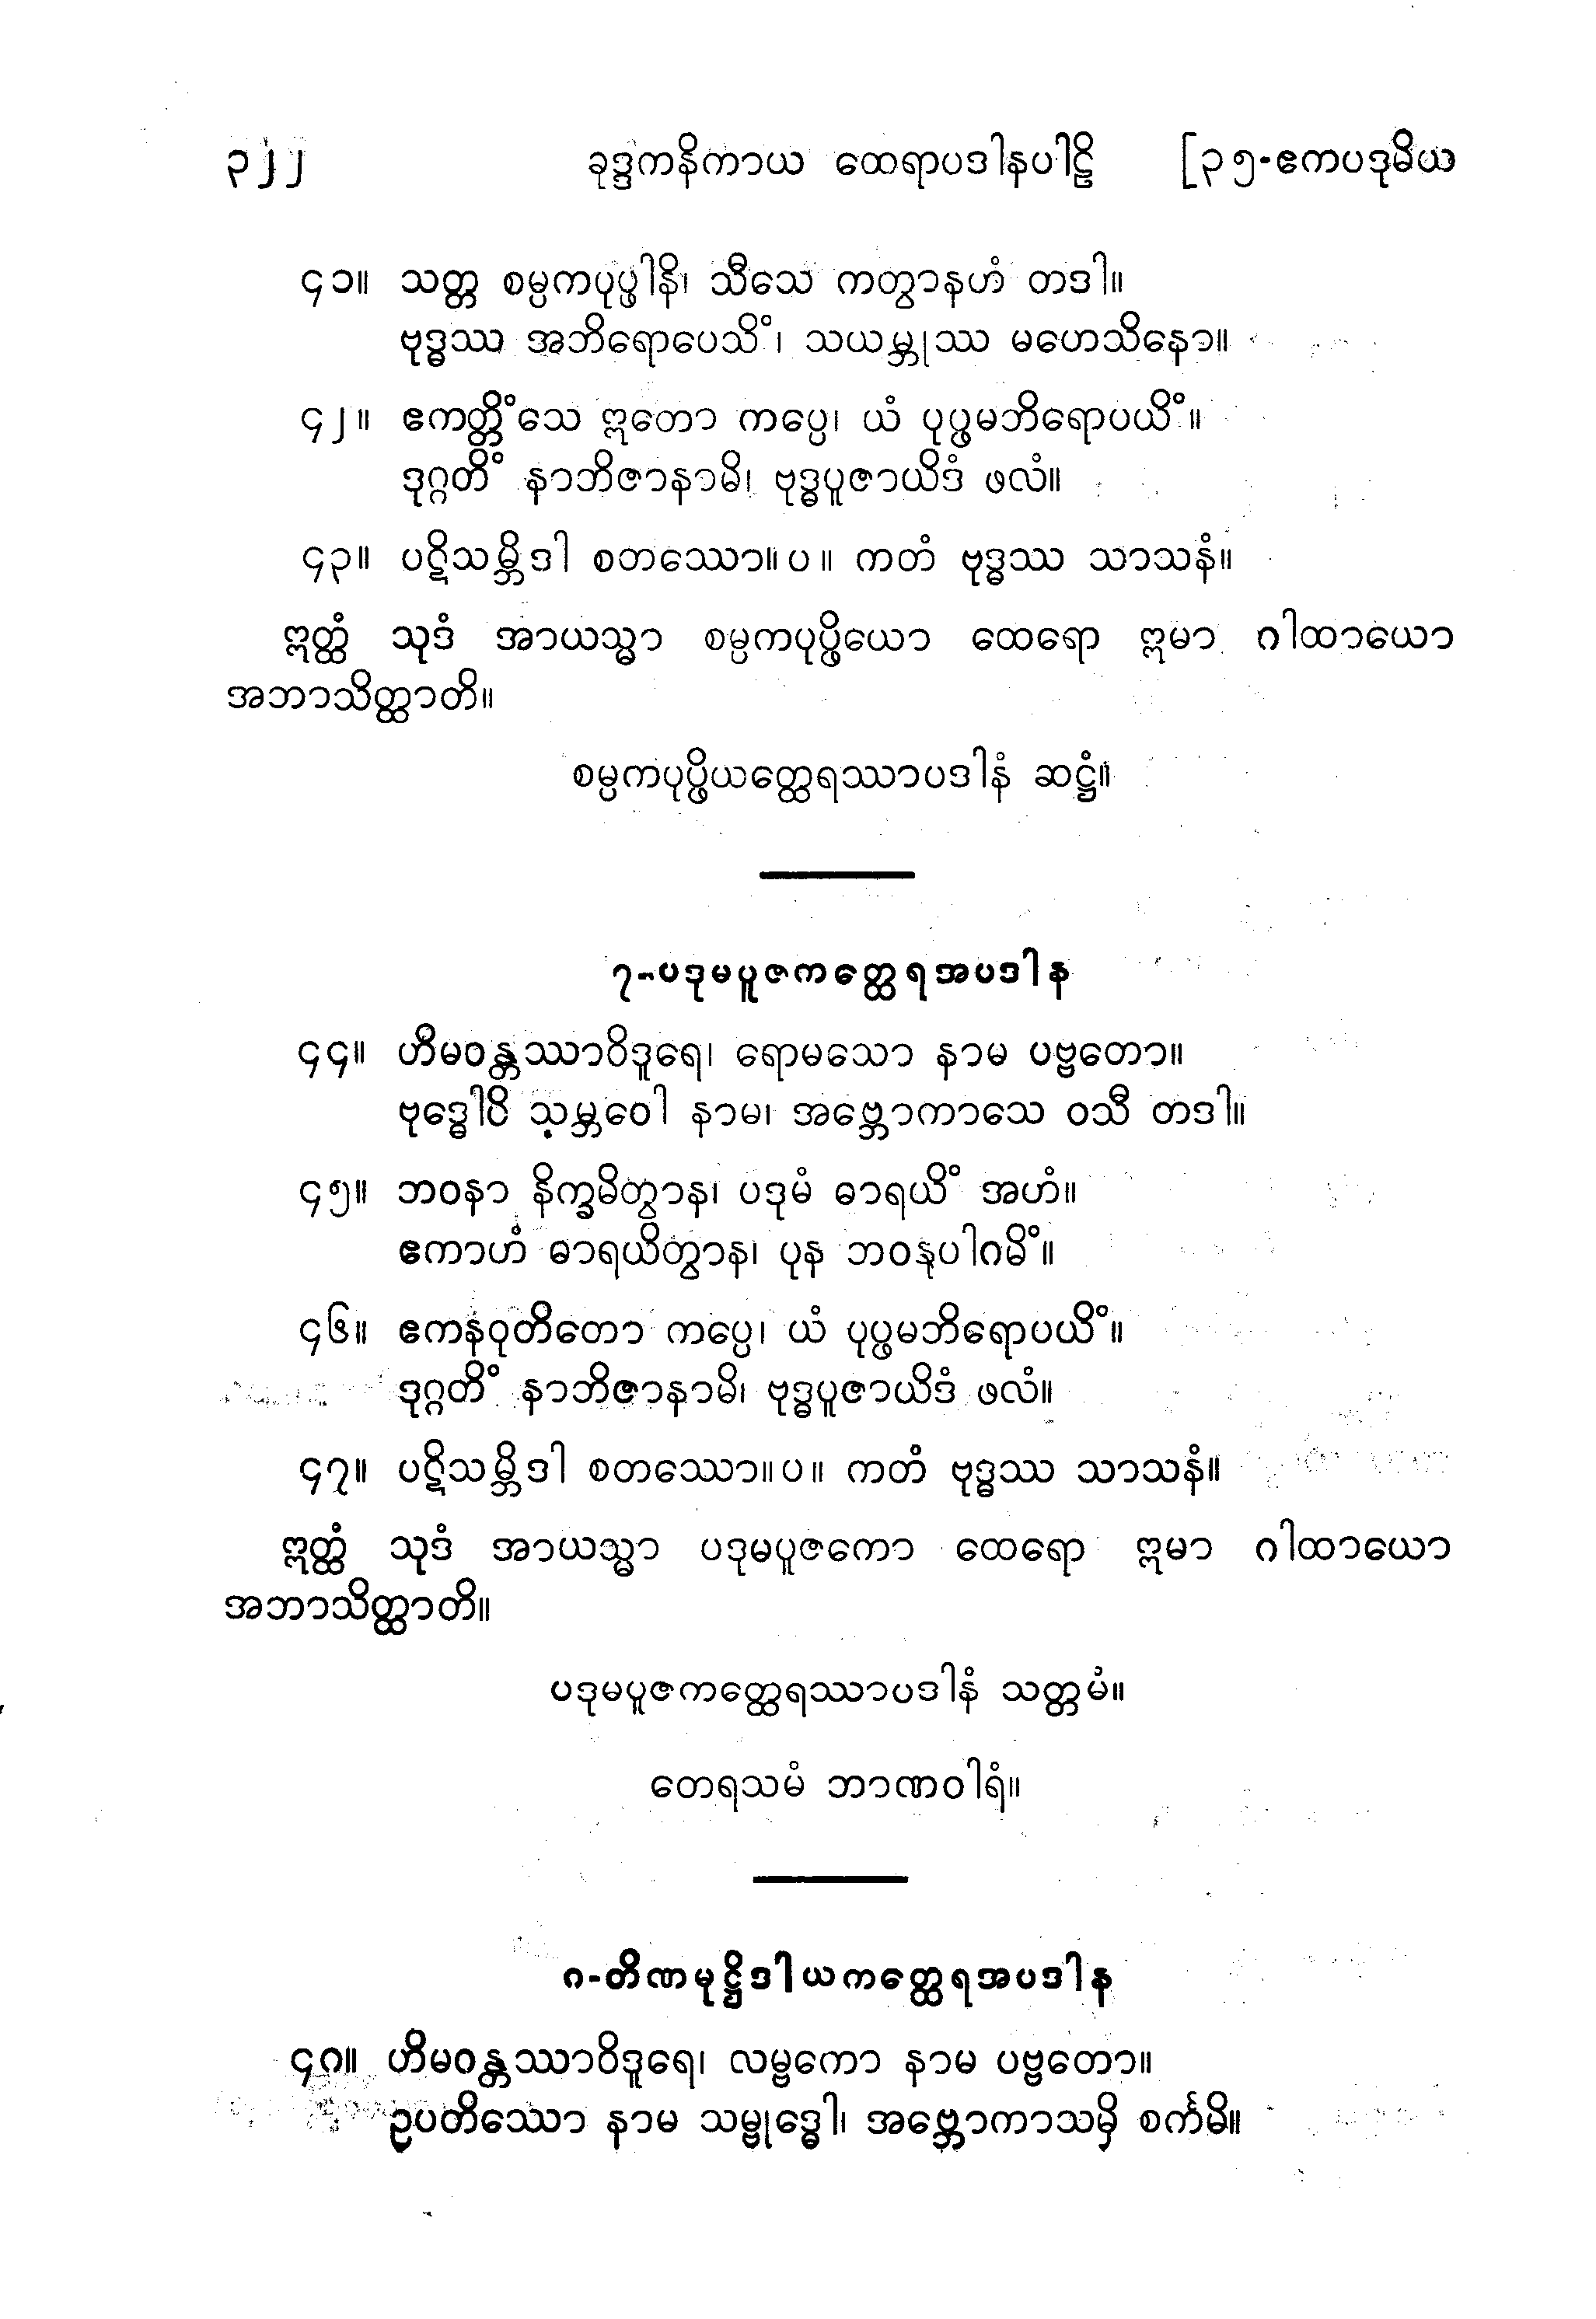 ၃၂၂ ခုဒ္ဒကနိကာယ ထေရာပဒါနပါဠိ [၃၅-ဧကပဒုမိယ
၄၁။ သတ္တ စမ္ပကပုပ္ဖါနိ၊ သီသေ ကတွာနဟံ တဒါ။
ဗုဒ္ဓဿ အဘိရောပေသိံ၊ သယမ္ဘုဿ မဟေသိနော။
၄၂။ ဧကတ္တိံသေ ဣတော ကပ္ပေ၊ ယံ ပုပ္ဖမဘိရောပယိံ။
ဒုဂ္ဂတိံ နာဘိဇာနာမိ၊ ဗုဒ္ဓပူဇာယိဒံ ဖလံ။
၄၃။ ပဋိသမ္ဘိဒါ စတဿော။ပ။ ကတံ ဗုဒ္ဓဿ သာသနံ။
ဣတ္ထံ သုဒံ အာယသ္မာ စမ္ပကပုပ္ဖိယော ထေရော ဣမာ ဂါထာယော
အဘာသိတ္ထာတိ။
စမ္ပကပုပ္ဖိယတ္ထေရဿာပဒါနံ ဆဋ္ဌံ။
၇-ပဒုမပူဇကတ္ထေရအပဒါန
၄၄။ ဟိမဝန္တဿာဝိဒူရေ၊ ရောမသော နာမ ပဗ္ဗတော။
ဗုဒ္ဓေါပိ သမ္ဘဝေါ နာမ၊ အဗ္ဘောကာသေ ဝသီ တဒါ။
၄၅။ ဘဝနာ နိက္ခမိတွာန၊ ပဒုမံ ဓာရယိံ အဟံ။
ဧကာဟံ ဓာရယိတွာန၊ ပုန ဘဝနုပါဂမိံ။
၄၆။ ဧကနဝုတိတော ကပ္ပေ၊ ယံ ပုပ္ဖမဘိရောပယိံ။
ဒုဂ္ဂတိံ နာဘိဇာနာမိ၊ ဗုဒ္ဓပူဇာယိဒံ ဖလံ။
၄၇။ ပဋိသမ္ဘိဒါ စတဿော။ပ။ ကတံ ဗုဒ္ဓဿ သာသနံ။
ဣတ္ထံ သုဒံ အာယသ္မာ ပဒုမပူဇကော ထေရော ဣမာ ဂါထာယော
အဘာသိတ္ထာတိ။
ပဒုမပူဇကတ္ထေရဿာပဒါနံ သတ္တမံ။
တေရသမံ ဘာဏဝါရံ။
၈-တိဏမုဋ္ဌိဒါယကတ္ထေရအပဒါန
၄၈။ ဟိမဝန္တဿာဝိဒူရေ၊ လမ္ဗကော နာမ ပဗ္ဗတော။
ဥပတိဿော နာမ သမ္ဗုဒ္ဓေါ၊ အဗ္ဘောကာသမှိ စင်္ကမိ။